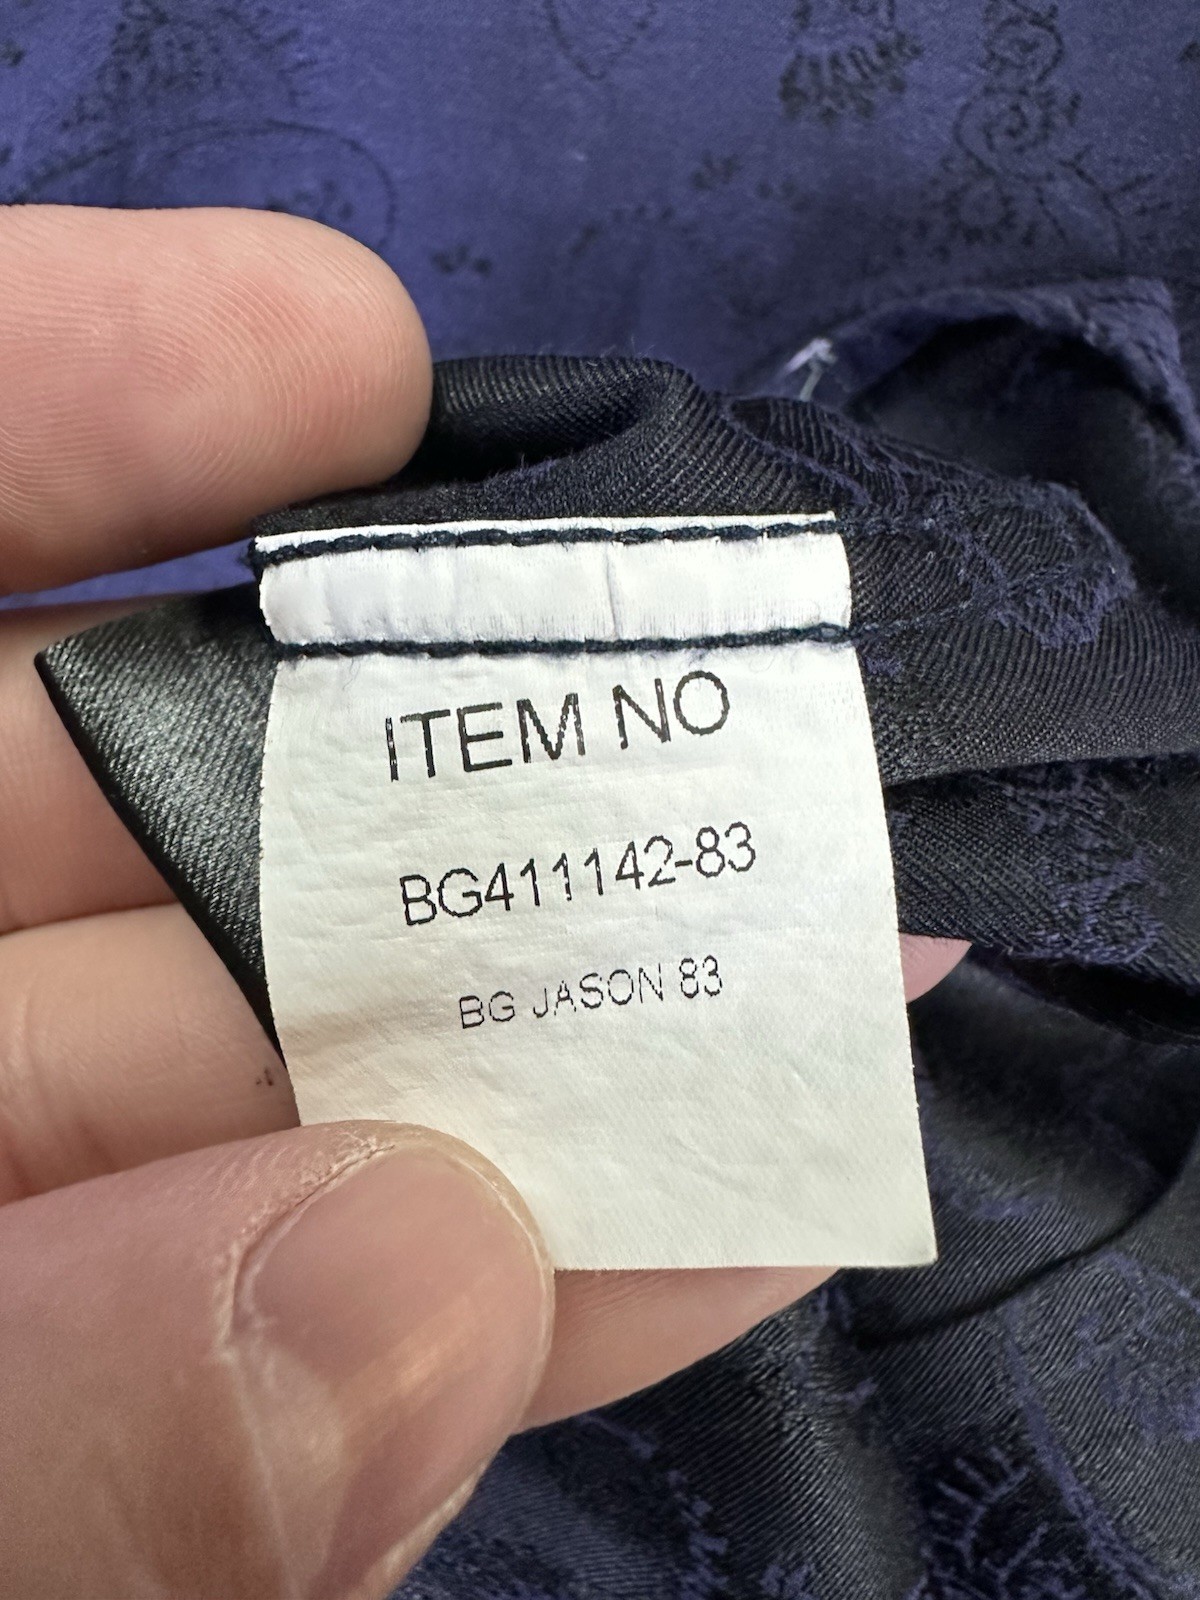 ITEM NO
BG411142-83
BG JASON 83